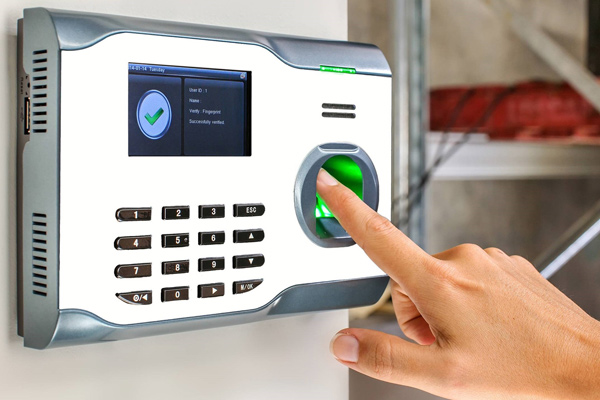 Tuesday
User ID : 1
Name :
Verify : Fingerprint
Successfully verified.
1 2 3 ESC
4 5 6 ▲
7 8 9 ▼
0 ▶ M/OK